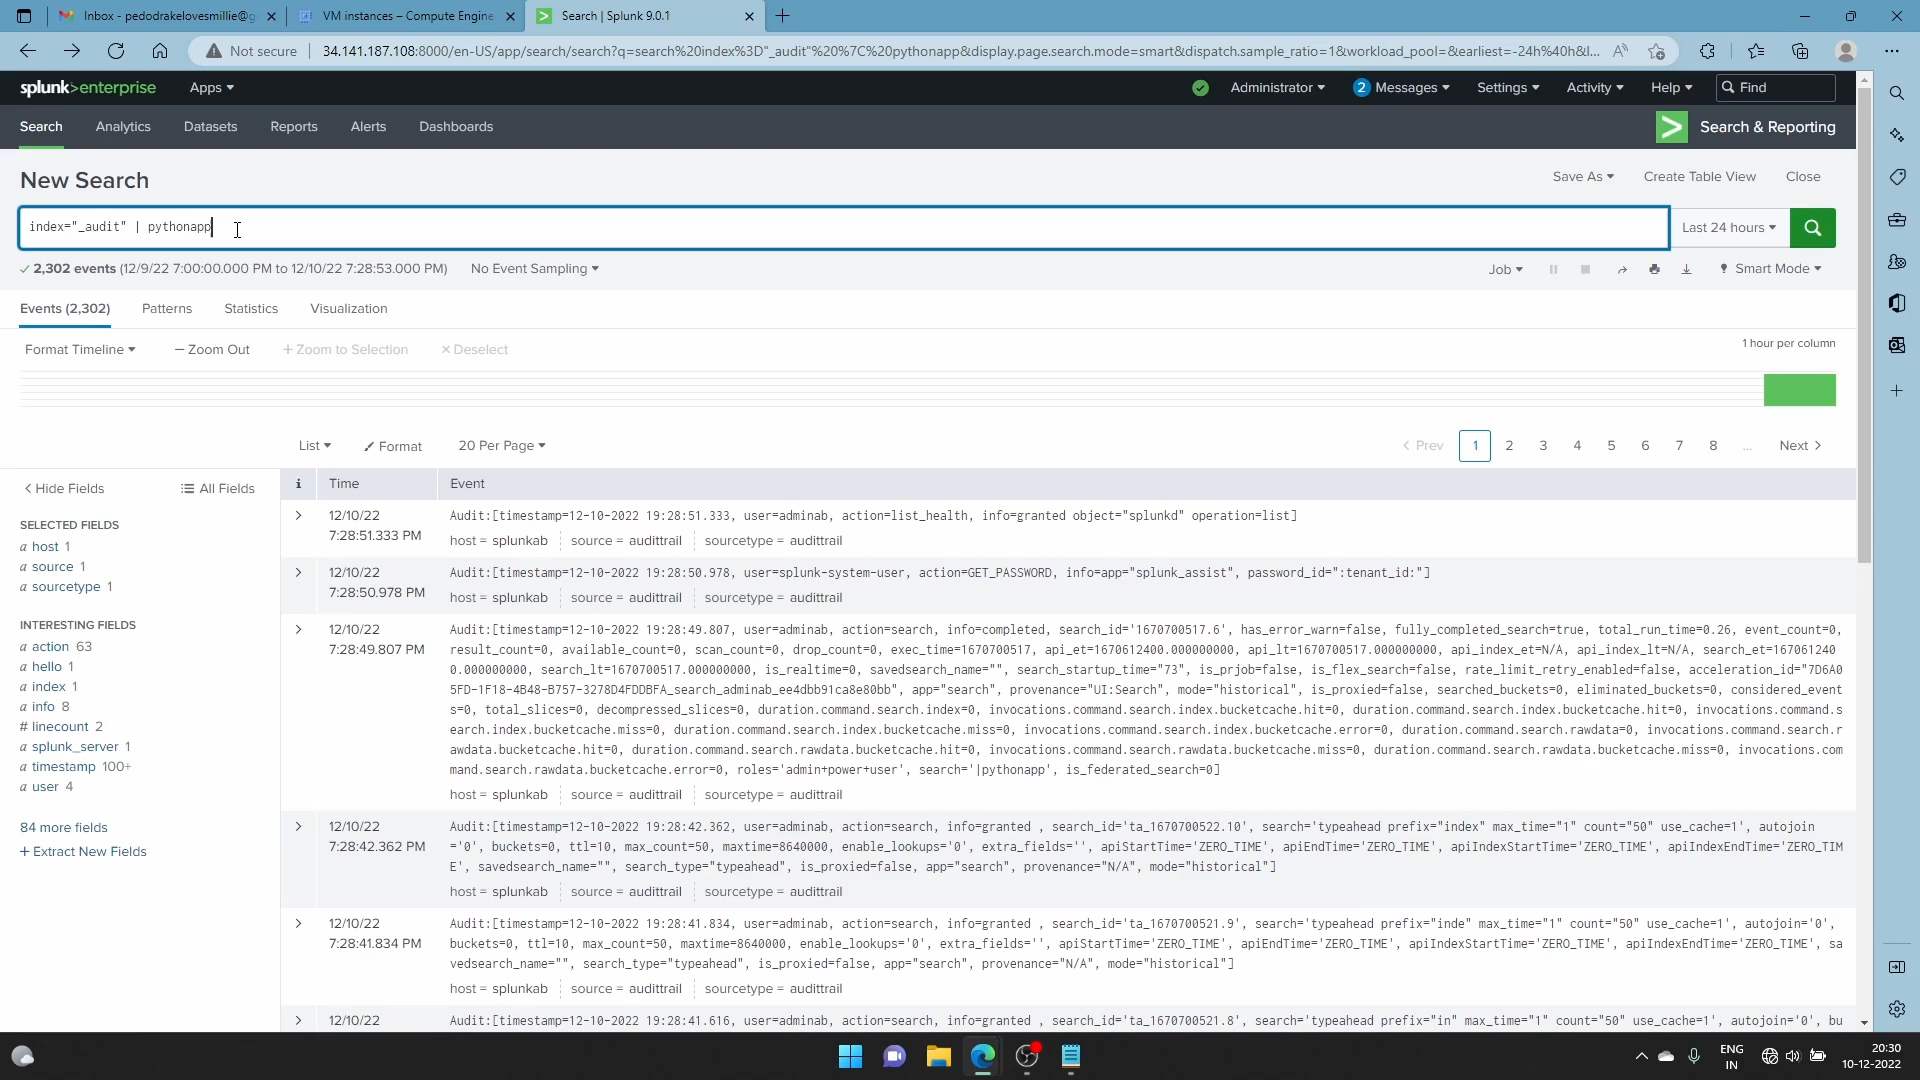 Inbox - pedodrakelovesmillie@g
VM instances – Compute Engine
Search | Splunk 9.0.1
Not secure
34.141.187.108:8000/en-US/app/search/search?q=search%20index%3D"_audit"%20%7C%20pythonapp&display.page.search.mode=smart&dispatch.sample_ratio=1&workload_pool=&earliest=-24h%40h&l...
splunk>enterprise Apps
Administrator 2 Messages Settings Activity Help Find
Search Analytics Datasets Reports Alerts Dashboards
Search & Reporting
New Search
Save As Create Table View Close
index="_audit" | pythonapp
Last 24 hours
2,302 events (12/9/22 7:00:00.000 PM to 12/10/22 7:28:53.000 PM) No Event Sampling
Job Smart Mode
Events (2,302) Patterns Statistics Visualization
Format Timeline — Zoom Out + Zoom to Selection × Deselect
1 hour per column
List Format 20 Per Page
< Prev 1 2 3 4 5 6 7 8 ... Next >
< Hide Fields All Fields
i Time Event
SELECTED FIELDS
a host 1
a source 1
a sourcetype 1
INTERESTING FIELDS
a action 63
a hello 1
a index 1
a info 8
# linecount 2
a splunk_server 1
a timestamp 100+
a user 4
84 more fields
+ Extract New Fields
12/10/22
7:28:51.333 PM
Audit:[timestamp=12-10-2022 19:28:51.333, user=adminab, action=list_health, info=granted object="splunkd" operation=list]
host = splunkab source = audittrail sourcetype = audittrail
12/10/22
7:28:50.978 PM
Audit:[timestamp=12-10-2022 19:28:50.978, user=splunk-system-user, action=GET_PASSWORD, info=app="splunk_assist", password_id=":tenant_id:"]
host = splunkab source = audittrail sourcetype = audittrail
12/10/22
7:28:49.807 PM
Audit:[timestamp=12-10-2022 19:28:49.807, user=adminab, action=search, info=completed, search_id='1670700517.6', has_error_warn=false, fully_completed_search=true, total_run_time=0.26, event_count=0,
result_count=0, available_count=0, scan_count=0, drop_count=0, exec_time=1670700517, api_et=1670612400.000000000, api_lt=1670700517.000000000, api_index_et=N/A, api_index_lt=N/A, search_et=167061240
0.000000000, search_lt=1670700517.000000000, is_realtime=0, savedsearch_name="", search_startup_time="73", is_prjob=false, is_flex_search=false, rate_limit_retry_enabled=false, acceleration_id="7D6A0
5FD-1F18-4B48-B757-3278D4FDDBFA_search_adminab_ee4dbb91ca8e80bb", app="search", provenance="UI:Search", mode="historical", is_proxied=false, searched_buckets=0, eliminated_buckets=0, considered_event
s=0, total_slices=0, decompressed_slices=0, duration.command.search.index=0, invocations.command.search.index.bucketcache.hit=0, duration.command.search.index.bucketcache.hit=0, invocations.command.s
earch.index.bucketcache.miss=0, duration.command.search.index.bucketcache.miss=0, invocations.command.search.index.bucketcache.error=0, duration.command.search.rawdata=0, invocations.command.search.r
awdata.bucketcache.hit=0, duration.command.search.rawdata.bucketcache.hit=0, invocations.command.search.rawdata.bucketcache.miss=0, duration.command.search.rawdata.bucketcache.miss=0, invocations.com
mand.search.rawdata.bucketcache.error=0, roles='admin+power+user', search='|pythonapp', is_federated_search=0]
host = splunkab source = audittrail sourcetype = audittrail
12/10/22
7:28:42.362 PM
Audit:[timestamp=12-10-2022 19:28:42.362, user=adminab, action=search, info=granted , search_id='ta_1670700522.10', search='typeahead prefix="index" max_time="1" count="50" use_cache=1', autojoin
='0', buckets=0, ttl=10, max_count=50, maxtime=8640000, enable_lookups='0', extra_fields='', apiStartTime='ZERO_TIME', apiEndTime='ZERO_TIME', apiIndexStartTime='ZERO_TIME', apiIndexEndTime='ZERO_TIM
E', savedsearch_name="", search_type="typeahead", is_proxied=false, app="search", provenance="N/A", mode="historical"]
host = splunkab source = audittrail sourcetype = audittrail
12/10/22
7:28:41.834 PM
Audit:[timestamp=12-10-2022 19:28:41.834, user=adminab, action=search, info=granted , search_id='ta_1670700521.9', search='typeahead prefix="inde" max_time="1" count="50" use_cache=1', autojoin='0',
buckets=0, ttl=10, max_count=50, maxtime=8640000, enable_lookups='0', extra_fields='', apiStartTime='ZERO_TIME', apiEndTime='ZERO_TIME', apiIndexStartTime='ZERO_TIME', apiIndexEndTime='ZERO_TIME', sa
vedsearch_name="", search_type="typeahead", is_proxied=false, app="search", provenance="N/A", mode="historical"]
host = splunkab source = audittrail sourcetype = audittrail
12/10/22
Audit:[timestamp=12-10-2022 19:28:41.616, user=adminab, action=search, info=granted , search_id='ta_1670700521.8', search='typeahead prefix="in" max_time="1" count="50" use_cache=1', autojoin='0', bu
ENG
IN
20:30
10-12-2022